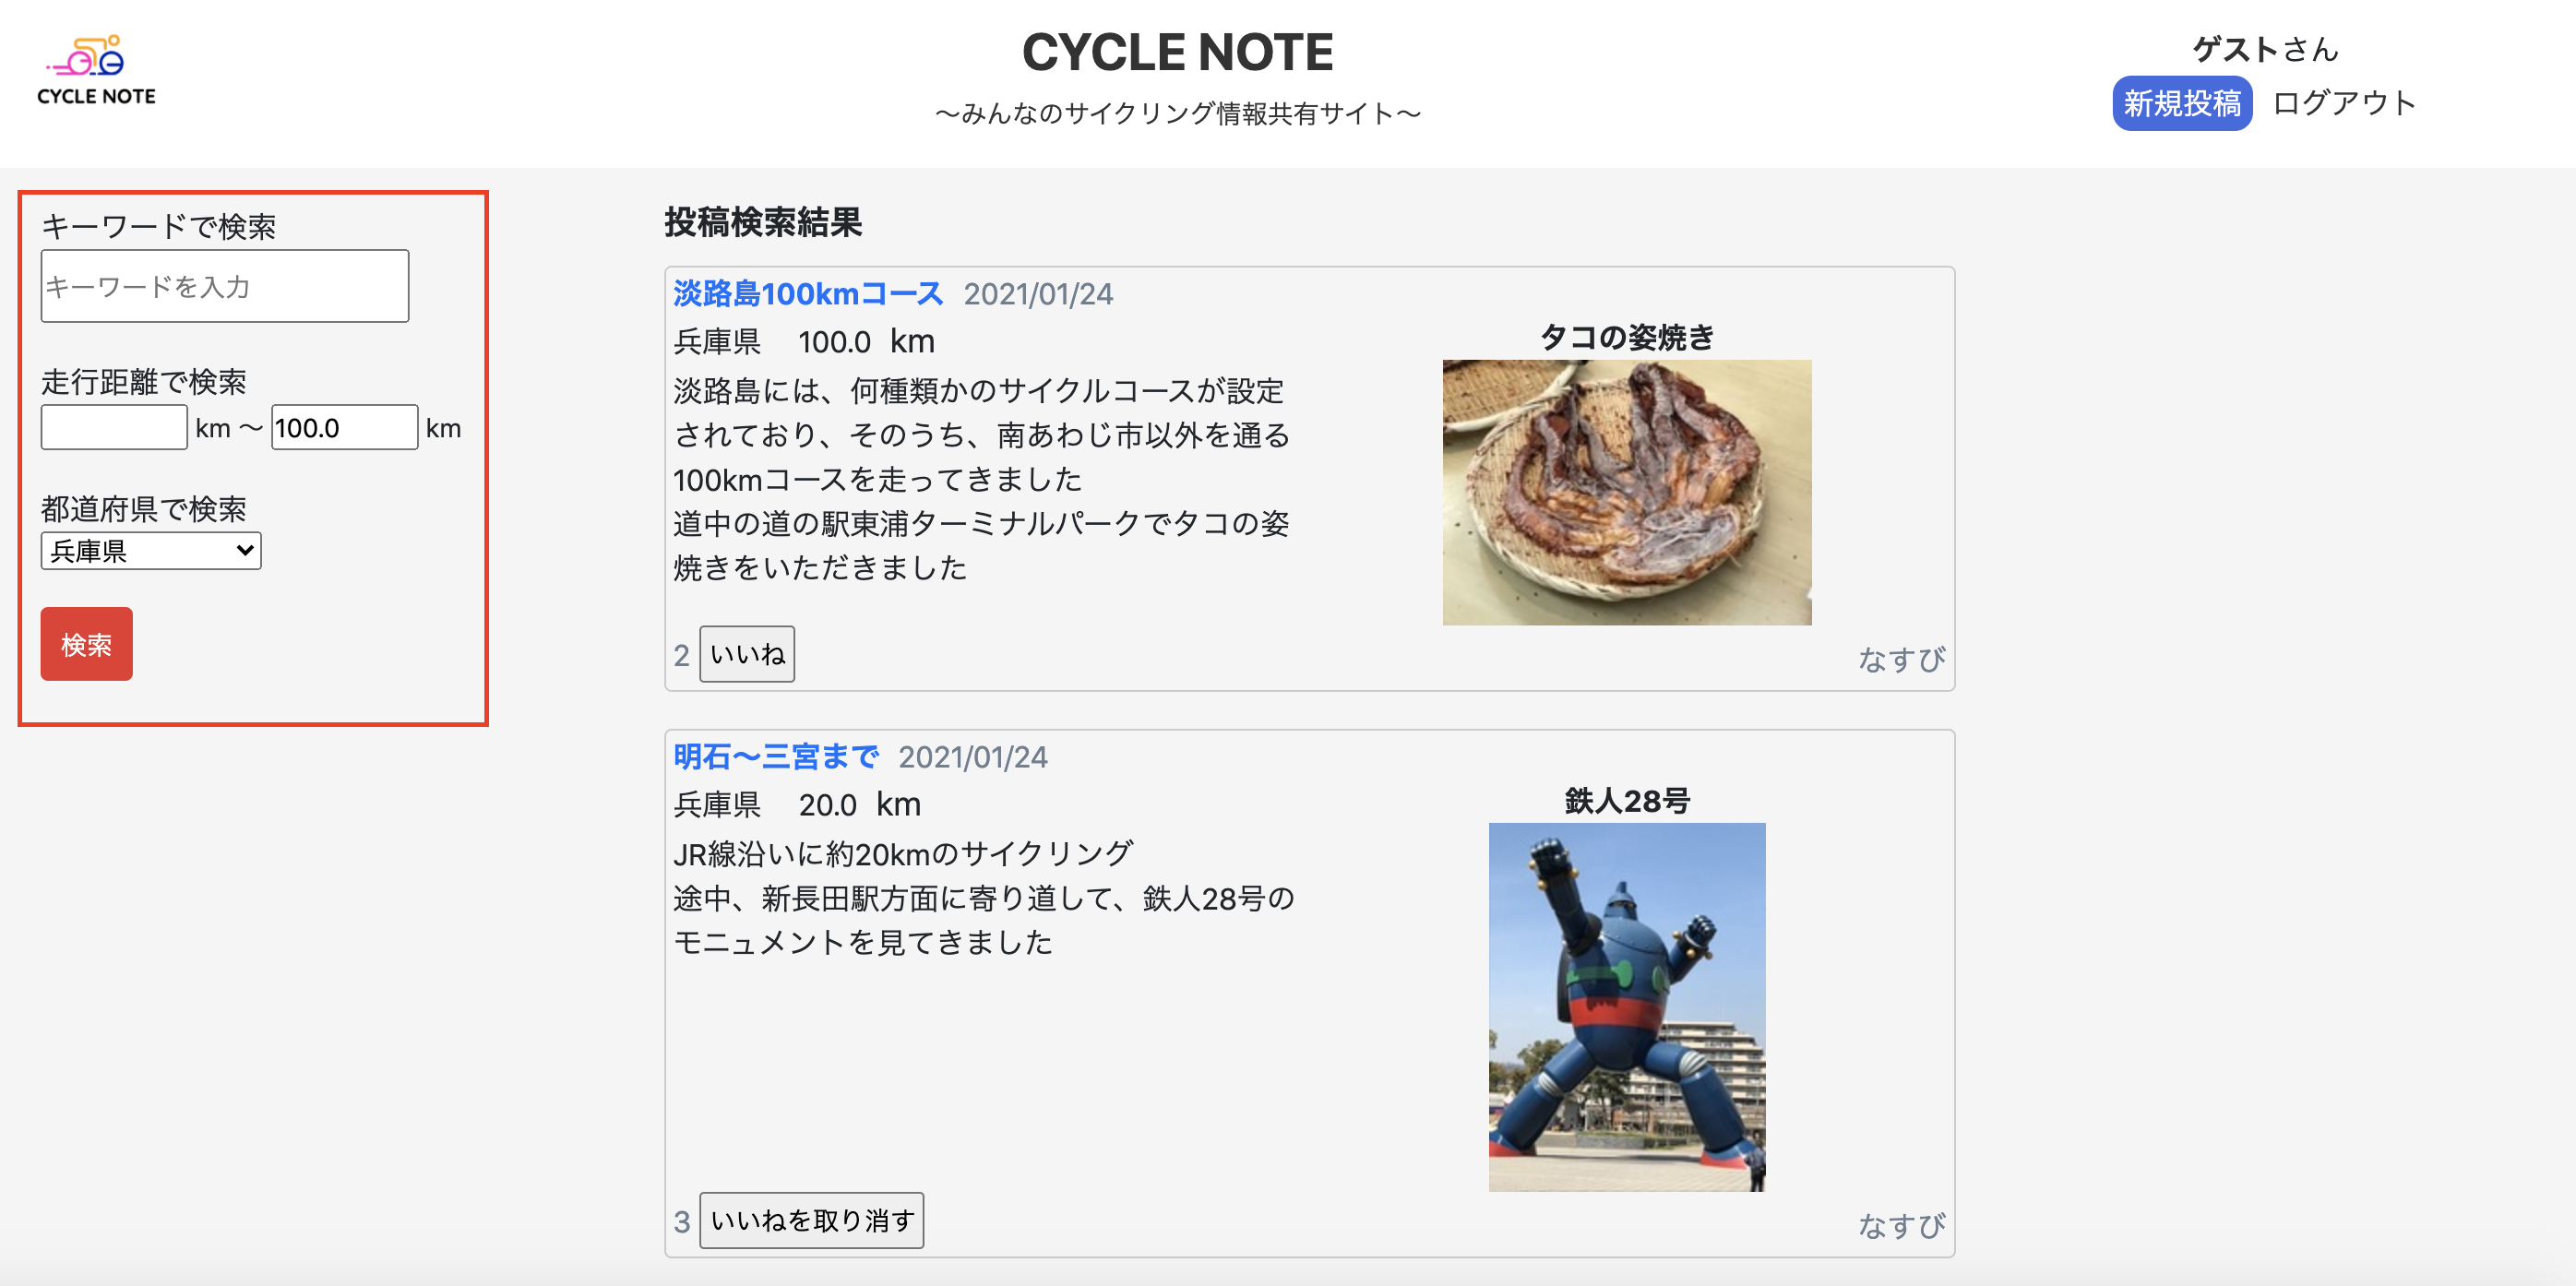 CYCLE NOTE
CYCLE NOTE
〜みんなのサイクリング情報共有サイト〜
ゲストさん
新規投稿 ログアウト
キーワードで検索
キーワードを入力
走行距離で検索
km 〜 100.0 km
都道府県で検索
兵庫県
検索
投稿検索結果
淡路島100kmコース 2021/01/24
兵庫県 100.0 km
淡路島には、何種類かのサイクルコースが設定
されており、そのうち、南あわじ市以外を通る
100kmコースを走ってきました
道中の道の駅東浦ターミナルパークでタコの姿
焼きをいただきました
タコの姿焼き
2 いいね
なすび
明石〜三宮まで 2021/01/24
兵庫県 20.0 km
JR線沿いに約20kmのサイクリング
途中、新長田駅方面に寄り道して、鉄人28号の
モニュメントを見てきました
鉄人28号
3 いいねを取り消す
なすび